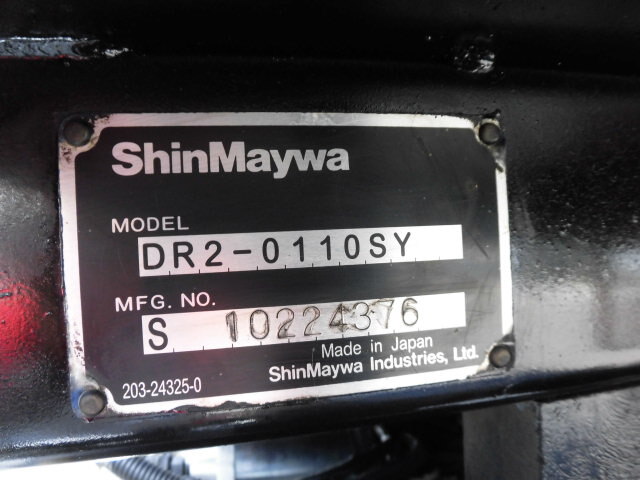 ShinMaywa
MODEL
DR2-0110SY
MFG. NO.
S 10224376
Made in Japan
203-24325-0 ShinMaywa Industries, Ltd.